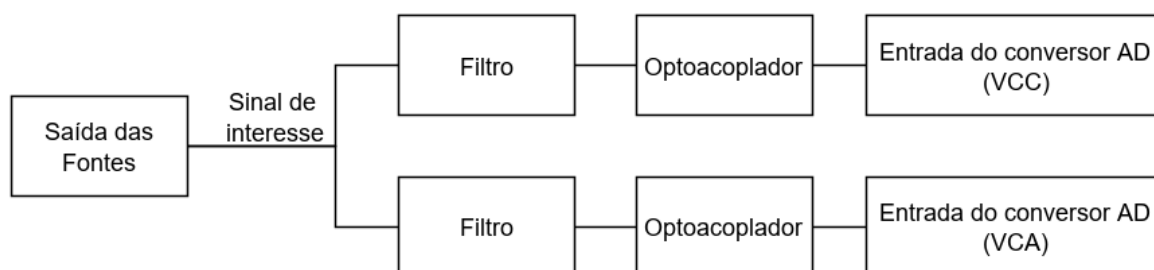 Saída das
Fontes
Sinal de
interesse
Filtro
Optoacoplador
Entrada do conversor AD
(VCC)
Filtro
Optoacoplador
Entrada do conversor AD
(VCA)